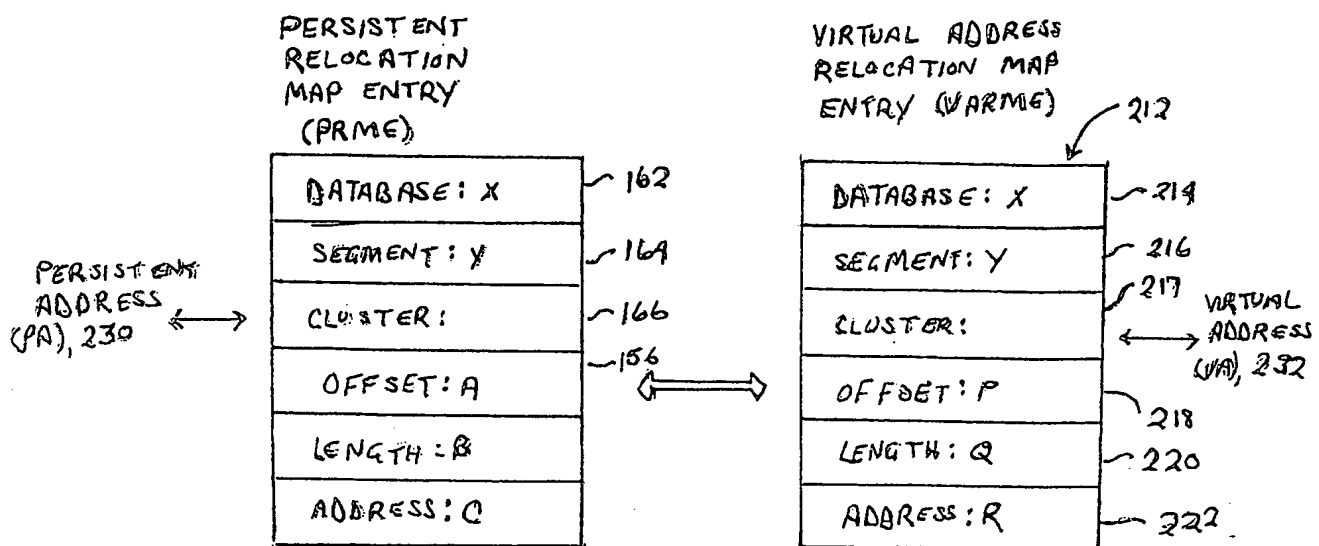 PERSISTENT
RELOCATION
MAP ENTRY
(PRME)
DATABASE: X
162
SEGMENT: Y
164
CLUSTER:
166
156
OFFSET: A
LENGTH: B
ADDRESS: C
PERSISTENT
ADDRESS
(PA), 230
VIRTUAL ADDRESS
RELOCATION MAP
ENTRY (VARME)
212
DATABASE: X
214
SEGMENT: Y
216
217
CLUSTER:
OFFSET: P
218
LENGTH: Q
220
ADDRESS: R
222
VIRTUAL
ADDRESS
(VA), 232